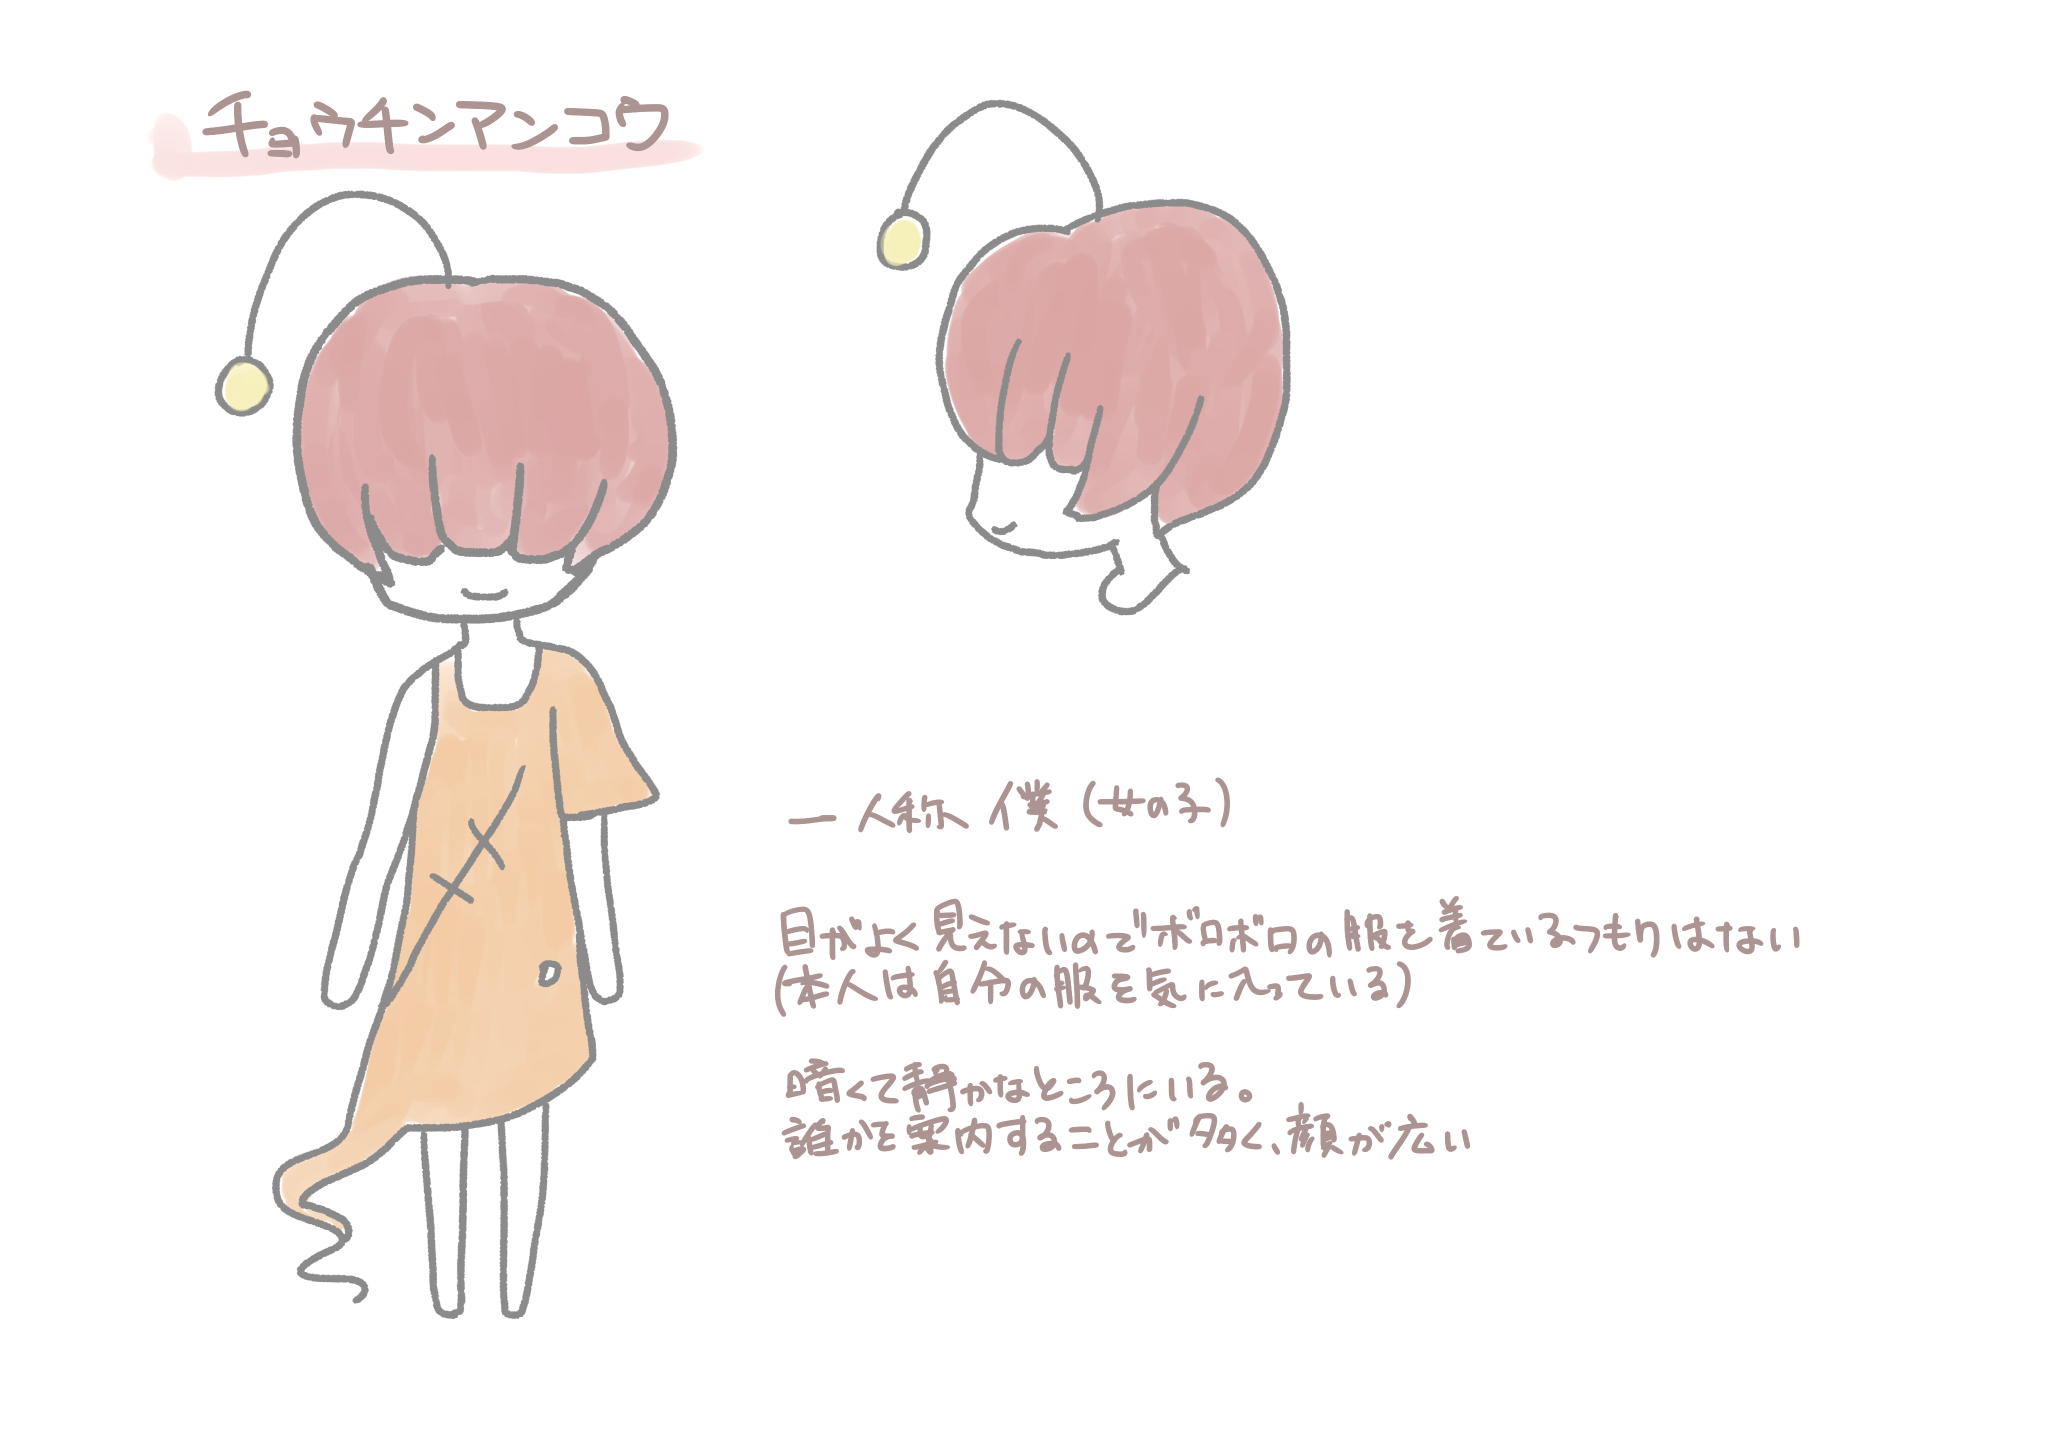 チョウチンアンコウ
一人称 僕 (女の子)
目がよく見えないのでボロボロの服を着ているつもりはない
(本人は自分の服を気に入っている)
暗くて静かなところにいる。
誰かを案内することが多く、顔が広い